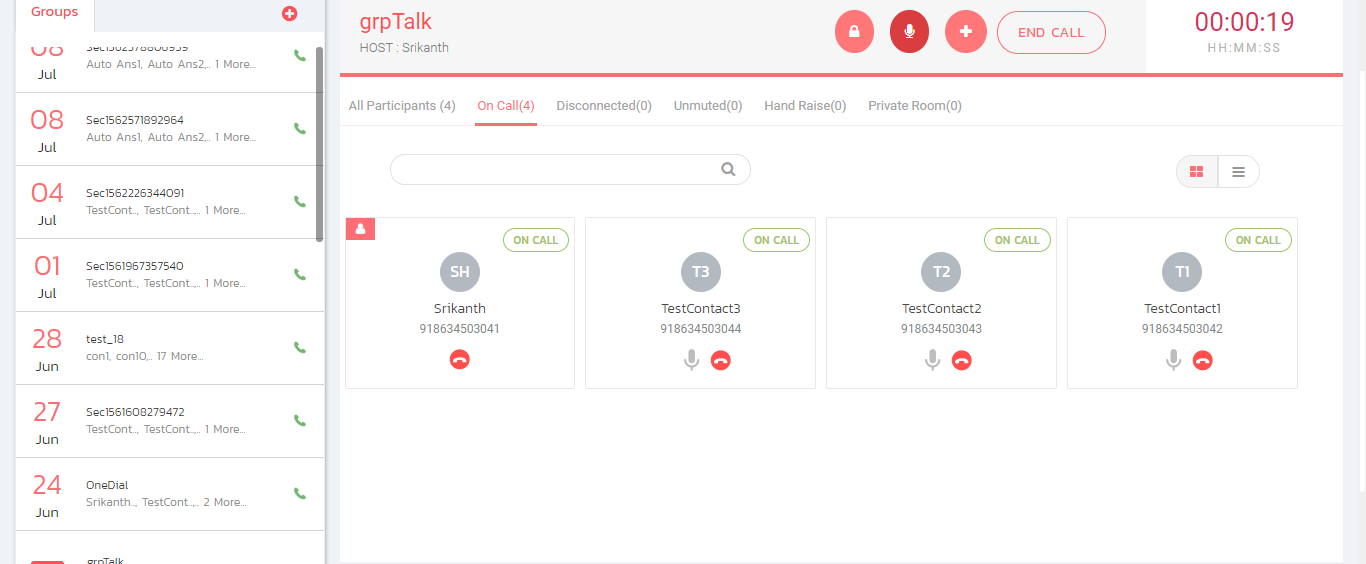 Groups
Auto Ans1, Auto Ans2,.. 1 More...
Jul
08
Sec1562571892964
Auto Ans1, Auto Ans2,.. 1 More...
Jul
04
Sec1562226344091
TestCont.., TestCont..,.. 1 More...
Jul
01
Sec1561967357540
TestCont.., TestCont..,.. 1 More...
Jul
28
test_18
con1, con10,.. 17 More...
Jun
27
Sec1561608279472
TestCont.., TestCont..,.. 1 More...
Jun
24
OneDial
Srikanth.., TestCont..,.. 2 More...
Jun
grpTalk
grpTalk
HOST : Srikanth
END CALL
00:00:19
HH:MM:SS
All Participants (4) On Call(4) Disconnected(0) Unmuted(0) Hand Raise(0) Private Room(0)
ON CALL
SH
Srikanth
918634503041
ON CALL
T3
TestContact3
918634503044
ON CALL
T2
TestContact2
918634503043
ON CALL
T1
TestContact1
918634503042